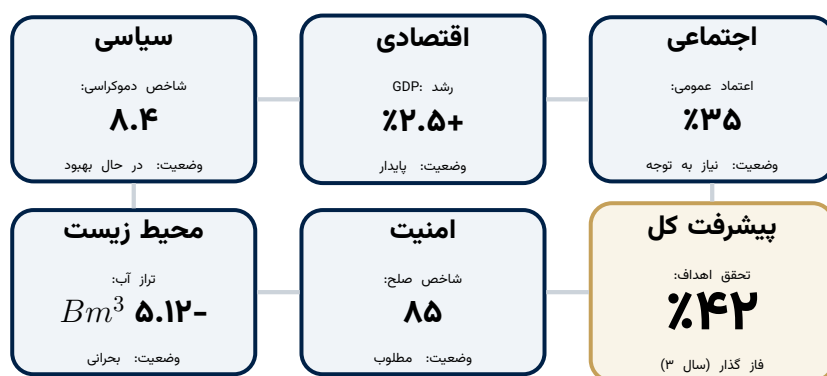 اجتماعی
اعتماد عمومی:
٪۳۵
وضعیت: نیاز به توجه
اقتصادی
رشد GDP:
+۲.۵٪
وضعیت: پایدار
سیاسی
شاخص دموکراسی:
۸.۴
وضعیت: در حال بهبود
پیشرفت کل
تحقق اهداف:
٪۴۲
فاز گذار (سال ۳)
امنیت
شاخص صلح:
۸۵
وضعیت: مطلوب
محیط زیست
تراز آب:
-۵.۱۲ Bm³
وضعیت: بحرانی